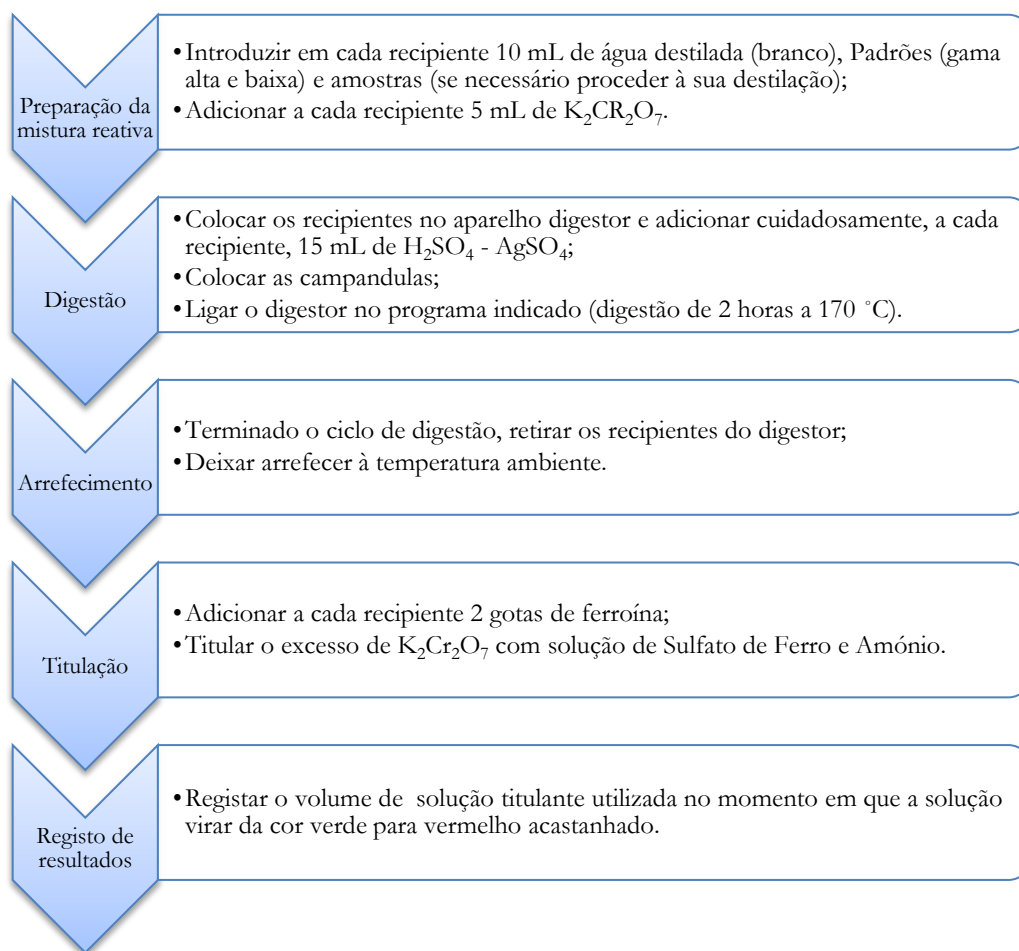 Preparação da
mistura reativa
•Introduzir em cada recipiente 10 mL de água destilada (branco), Padrões (gama
alta e baixa) e amostras (se necessário proceder à sua destilação);
•Adicionar a cada recipiente 5 mL de K₂CR₂O₇.
Digestão
•Colocar os recipientes no aparelho digestor e adicionar cuidadosamente, a cada
recipiente, 15 mL de H₂SO₄ - AgSO₄;
•Colocar as campandulas;
•Ligar o digestor no programa indicado (digestão de 2 horas a 170 ˚C).
Arrefecimento
•Terminado o ciclo de digestão, retirar os recipientes do digestor;
•Deixar arrefecer à temperatura ambiente.
Titulação
•Adicionar a cada recipiente 2 gotas de ferroína;
•Titular o excesso de K₂Cr₂O₇ com solução de Sulfato de Ferro e Amónio.
Registo de
resultados
•Registar o volume de solução titulante utilizada no momento em que a solução
virar da cor verde para vermelho acastanhado.